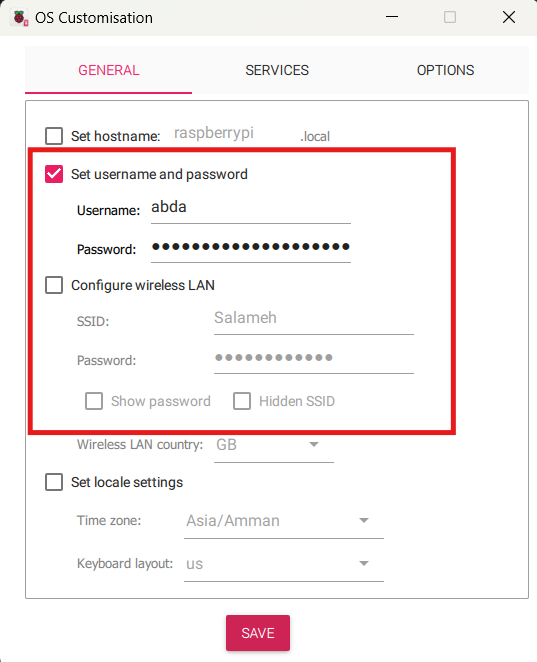 OS Customisation
GENERAL SERVICES OPTIONS
Set hostname: raspberrypi .local
Set username and password
Username: abda
Password: ••••••••••••••••••••
Configure wireless LAN
SSID: Salameh
Password: ••••••••••••
Show password Hidden SSID
Wireless LAN country: GB
Set locale settings
Time zone: Asia/Amman
Keyboard layout: us
SAVE